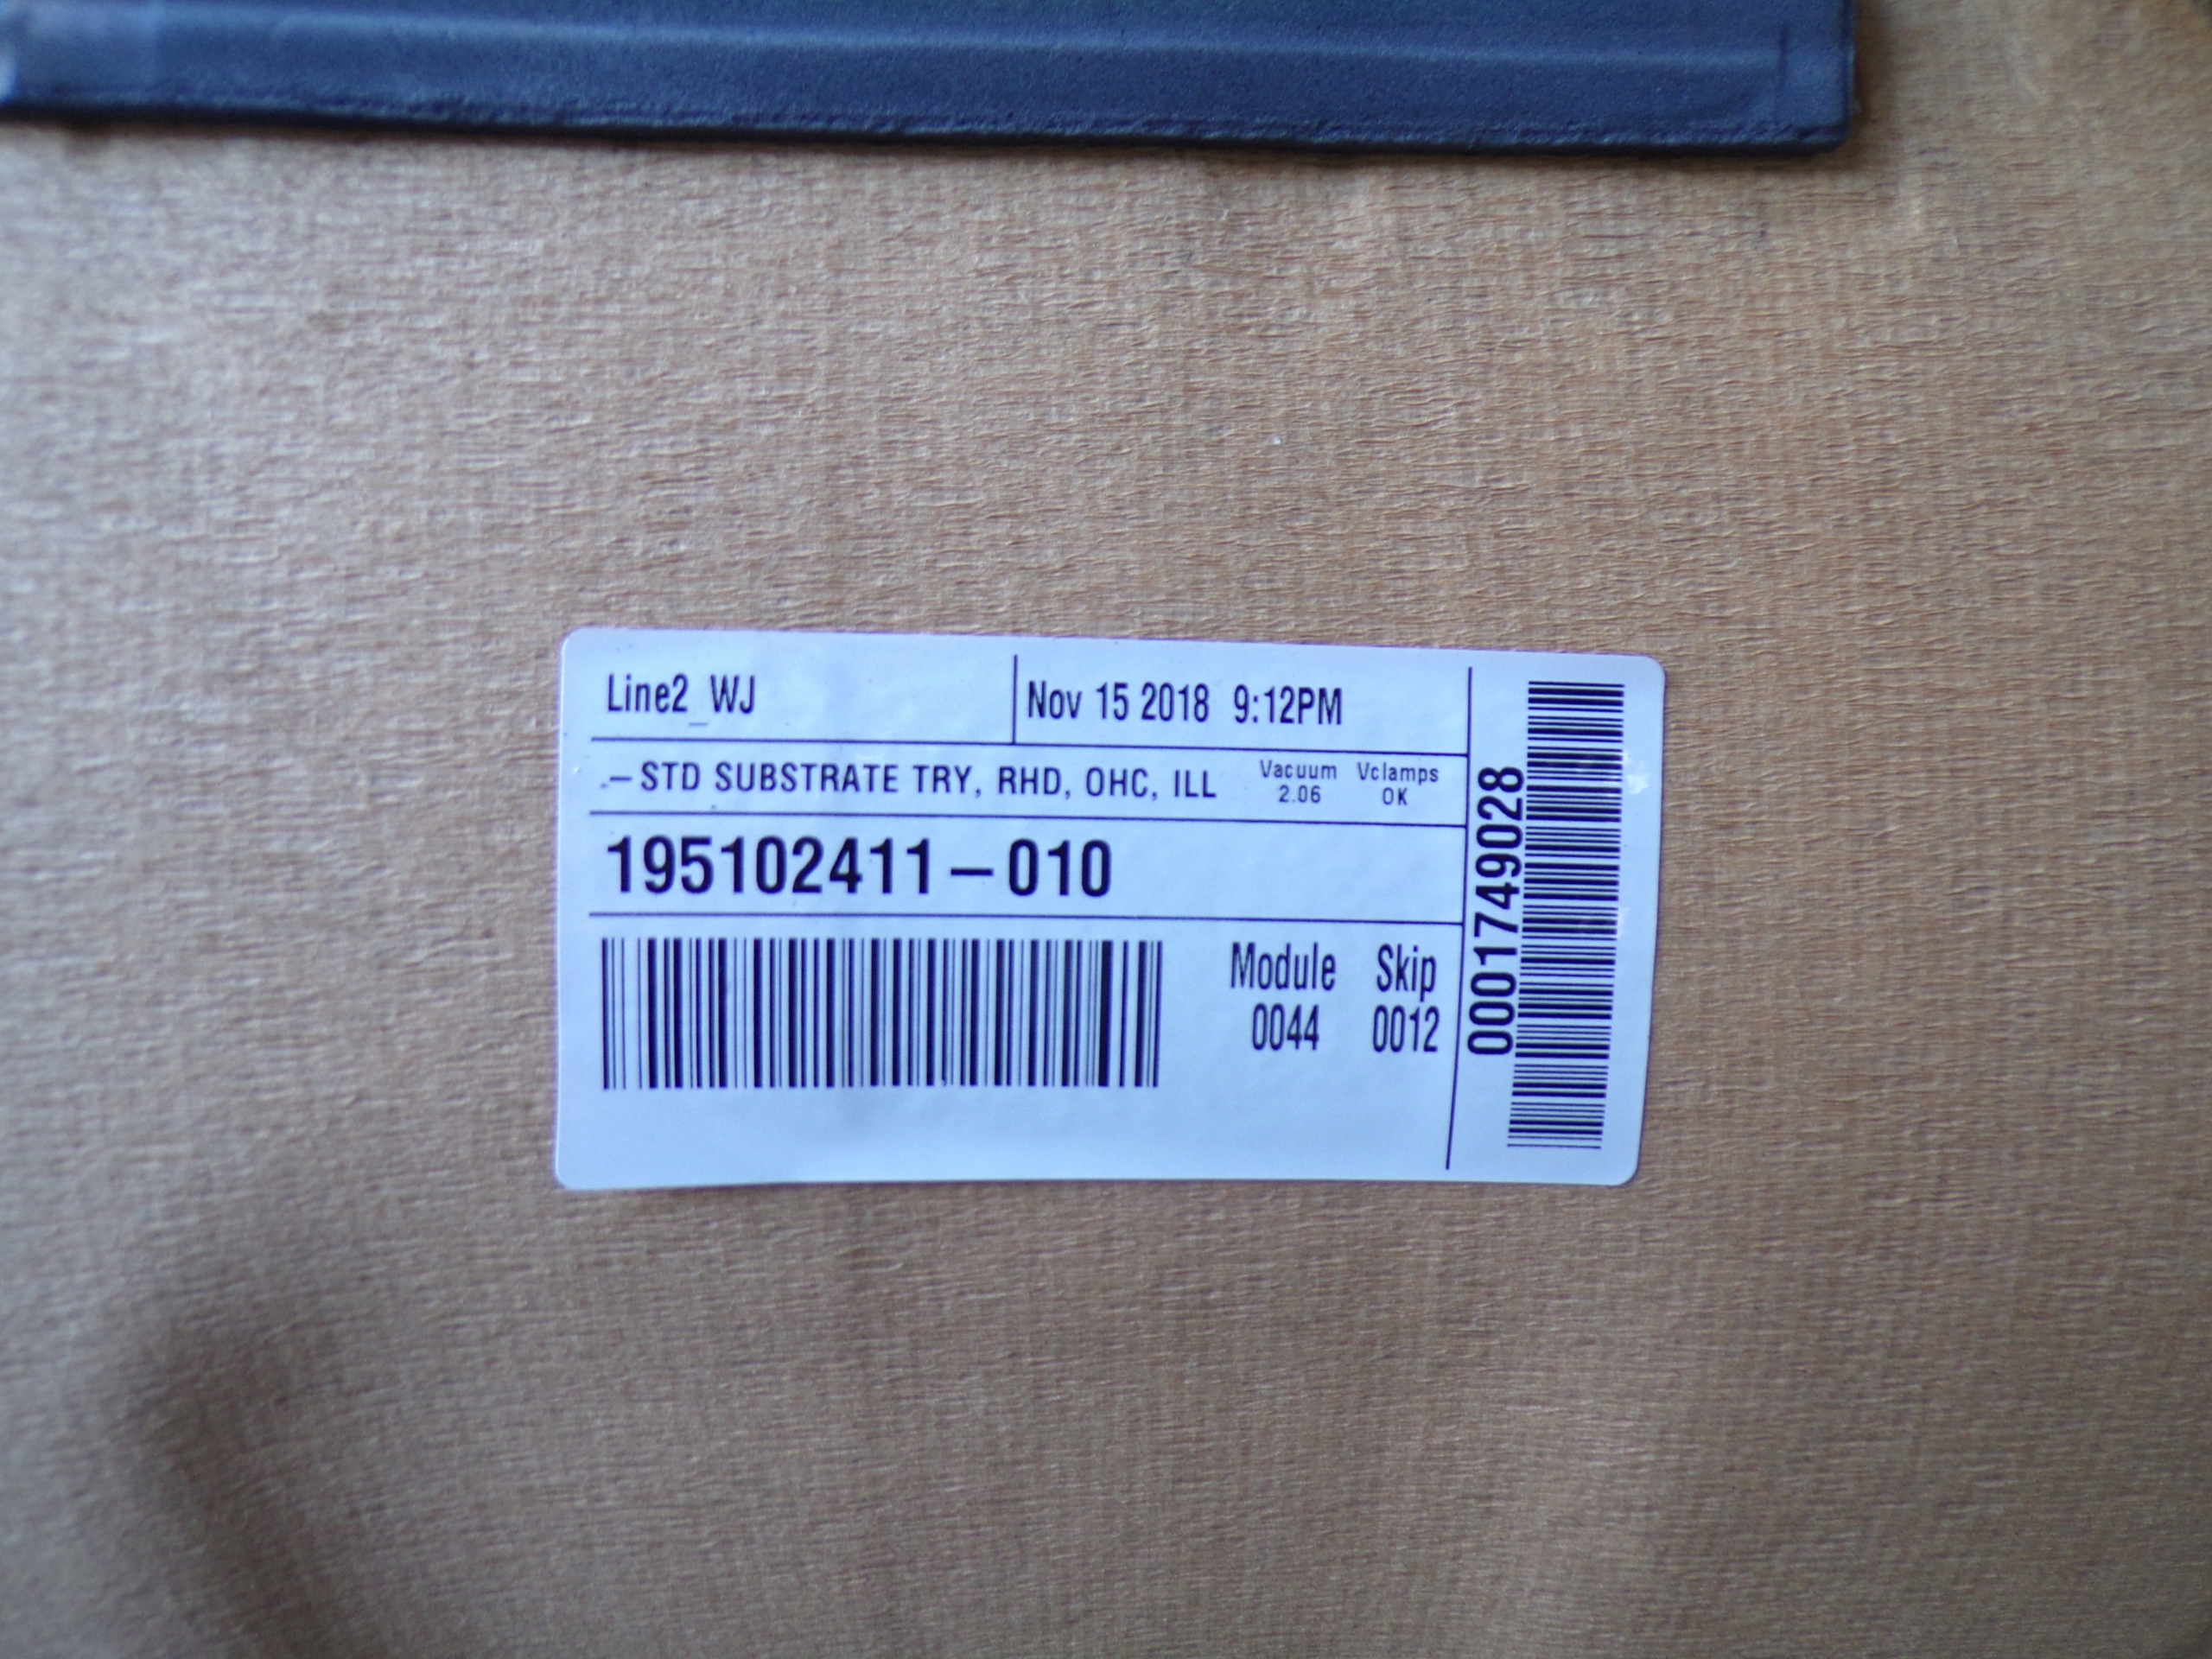 Line2_WJ
Nov 15 2018 9:12PM
.-STD SUBSTRATE TRY, RHD, OHC, ILL
Vacuum Vclamps
2.06 OK
195102411-010
Module Skip
0044 0012
0001749028